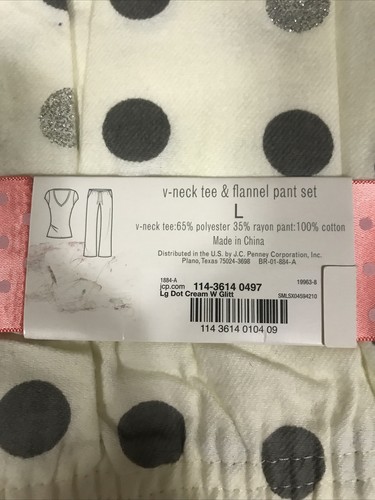 v-neck tee & flannel pant set
L
v-neck tee:65% polyester 35% rayon pant:100% cotton
Made in China
Distributed in the U.S. by J.C. Penney Corporation, Inc.
Plano, Texas 75024-3698 BR-01-884-A
1884-A 18963-8
jcp.com 114-3614 0497
Lg Dot Cream W Glitt SML5X04594210
114 3614 0104 09